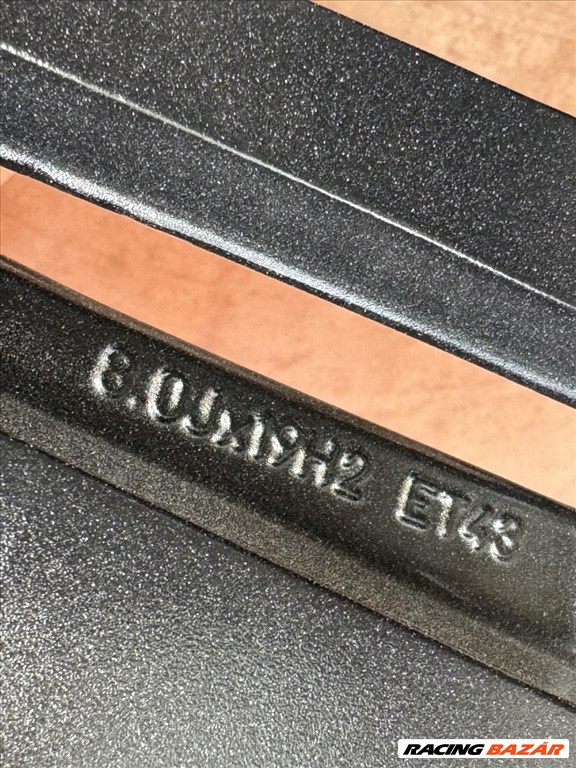 8.0Jx19H2 ET43
RACING BAZÁR